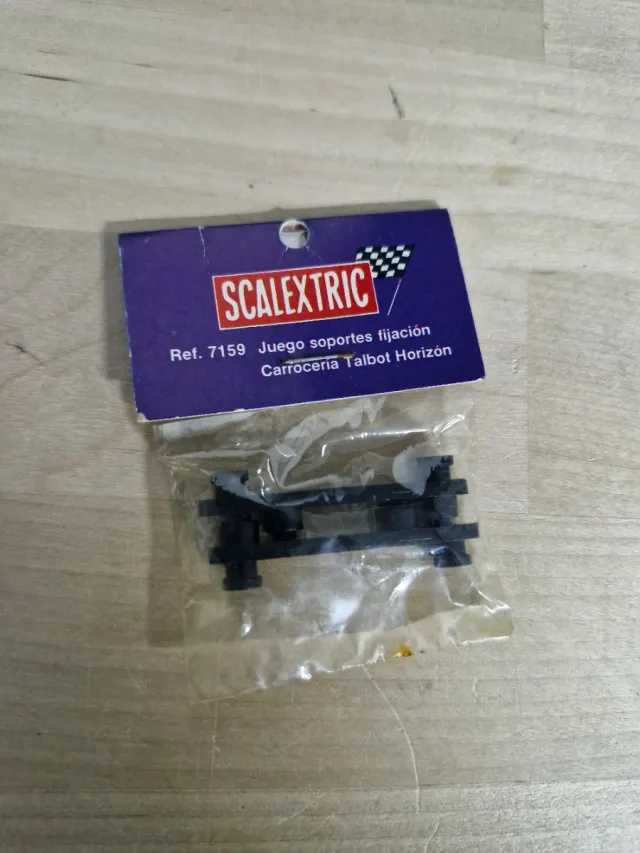 SCALEXTRIC
Ref. 7159 Juego soportes fijación
Carrocería Talbot Horizón